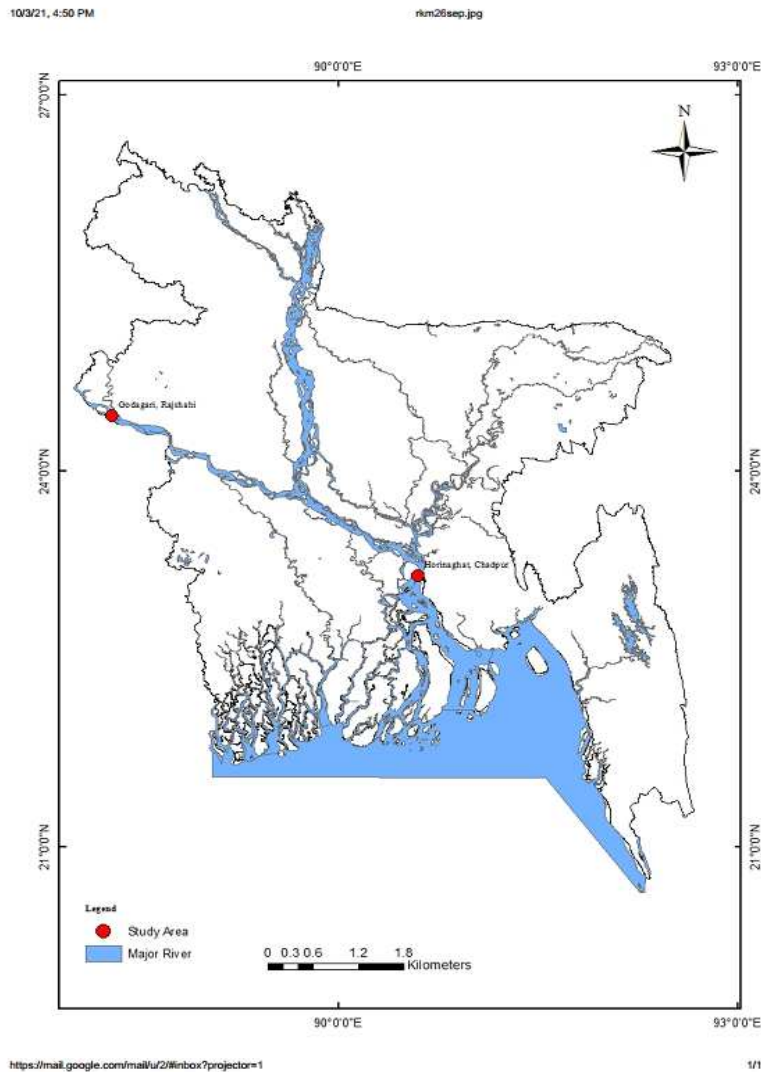 10/3/21, 4:50 PM rkm26sep.jpg
90°0'0"E 93°0'0"E
27°0'0"N 27°0'0"N
N
Godagari, Rajshahi
24°0'0"N 24°0'0"N
Horinaghat, Chadpur
21°0'0"N 21°0'0"N
Legend
Study Area
Major River
0 0.3 0.6 1.2 1.8
Kilometers
90°0'0"E 93°0'0"E
https://mail.google.com/mail/u/2/#inbox?projector=1 1/1